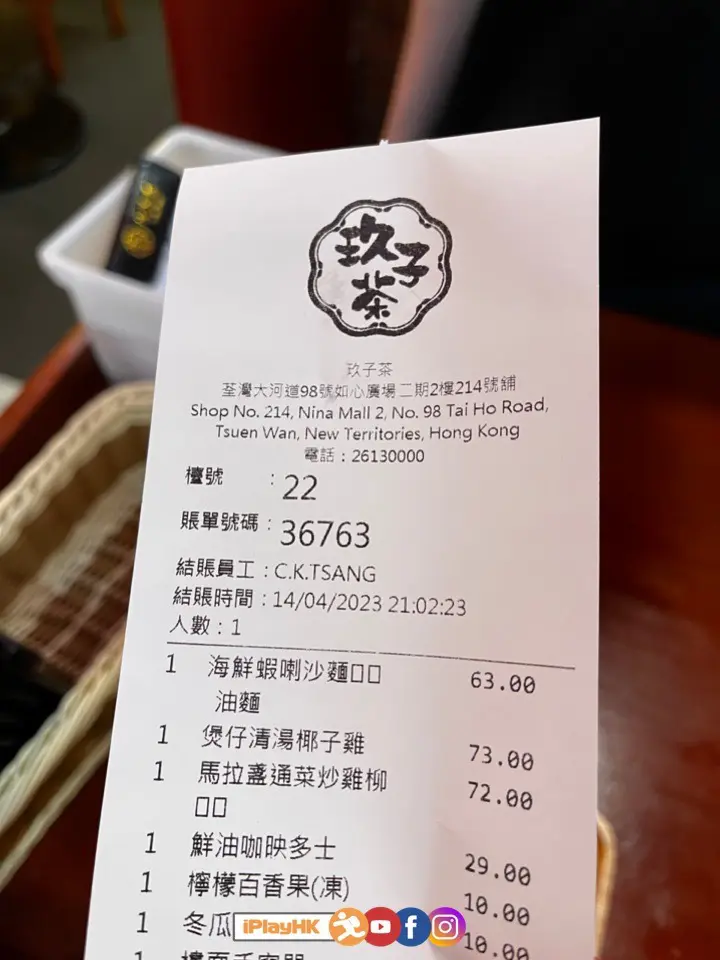 玖子茶
玖子茶
荃灣大河道98號如心廣場二期2樓214號舖
Shop No. 214, Nina Mall 2, No. 98 Tai Ho Road,
Tsuen Wan, New Territories, Hong Kong
電話：26130000
檯號 : 22
賬單號碼 : 36763
結賬員工 : C.K.TSANG
結賬時間 : 14/04/2023 21:02:23
人數 : 1
1 海鮮蝦喇沙麵□□ 63.00
油麵
1 煲仔清湯椰子雞 73.00
1 馬拉盞通菜炒雞柳 72.00
□□
1 鮮油咖央多士 29.00
1 檸檬百香果(凍) 10.00
1 冬瓜 10.00
iPlayHK